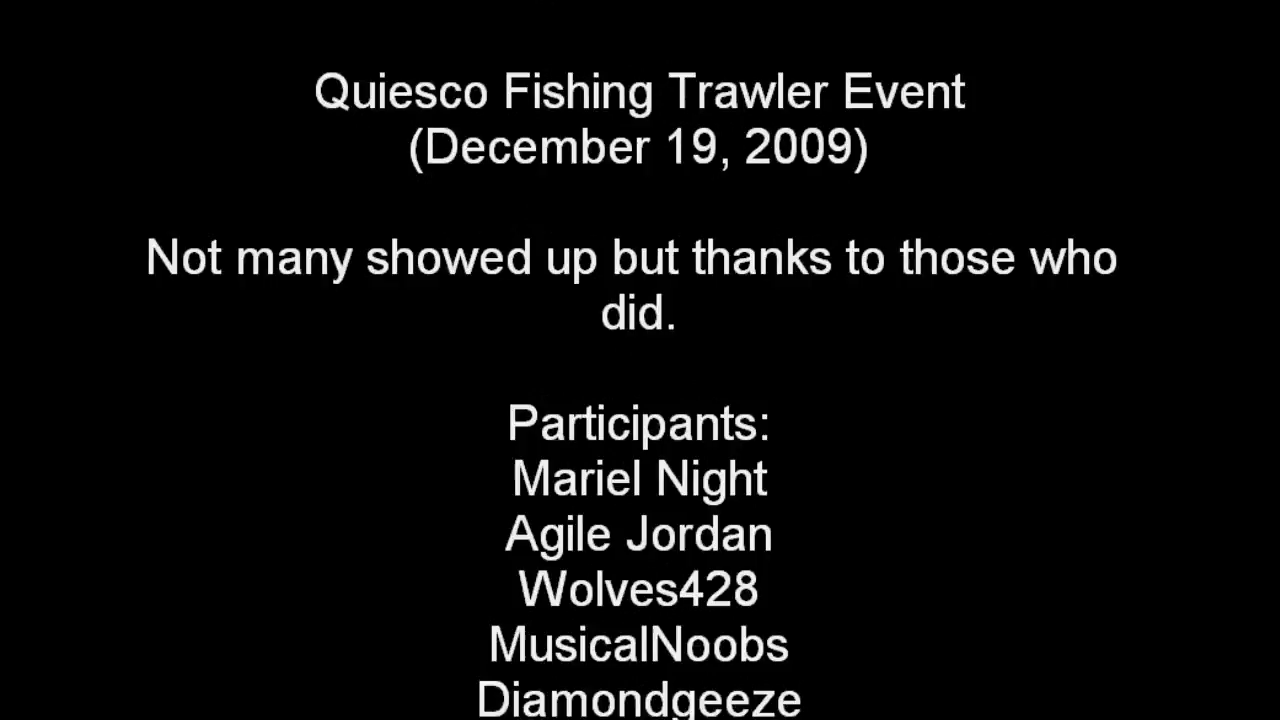 Quiesco Fishing Trawler Event
(December 19, 2009)
Not many showed up but thanks to those who
did.
Participants:
Mariel Night
Agile Jordan
Wolves428
MusicalNoobs
Diamondgeeze